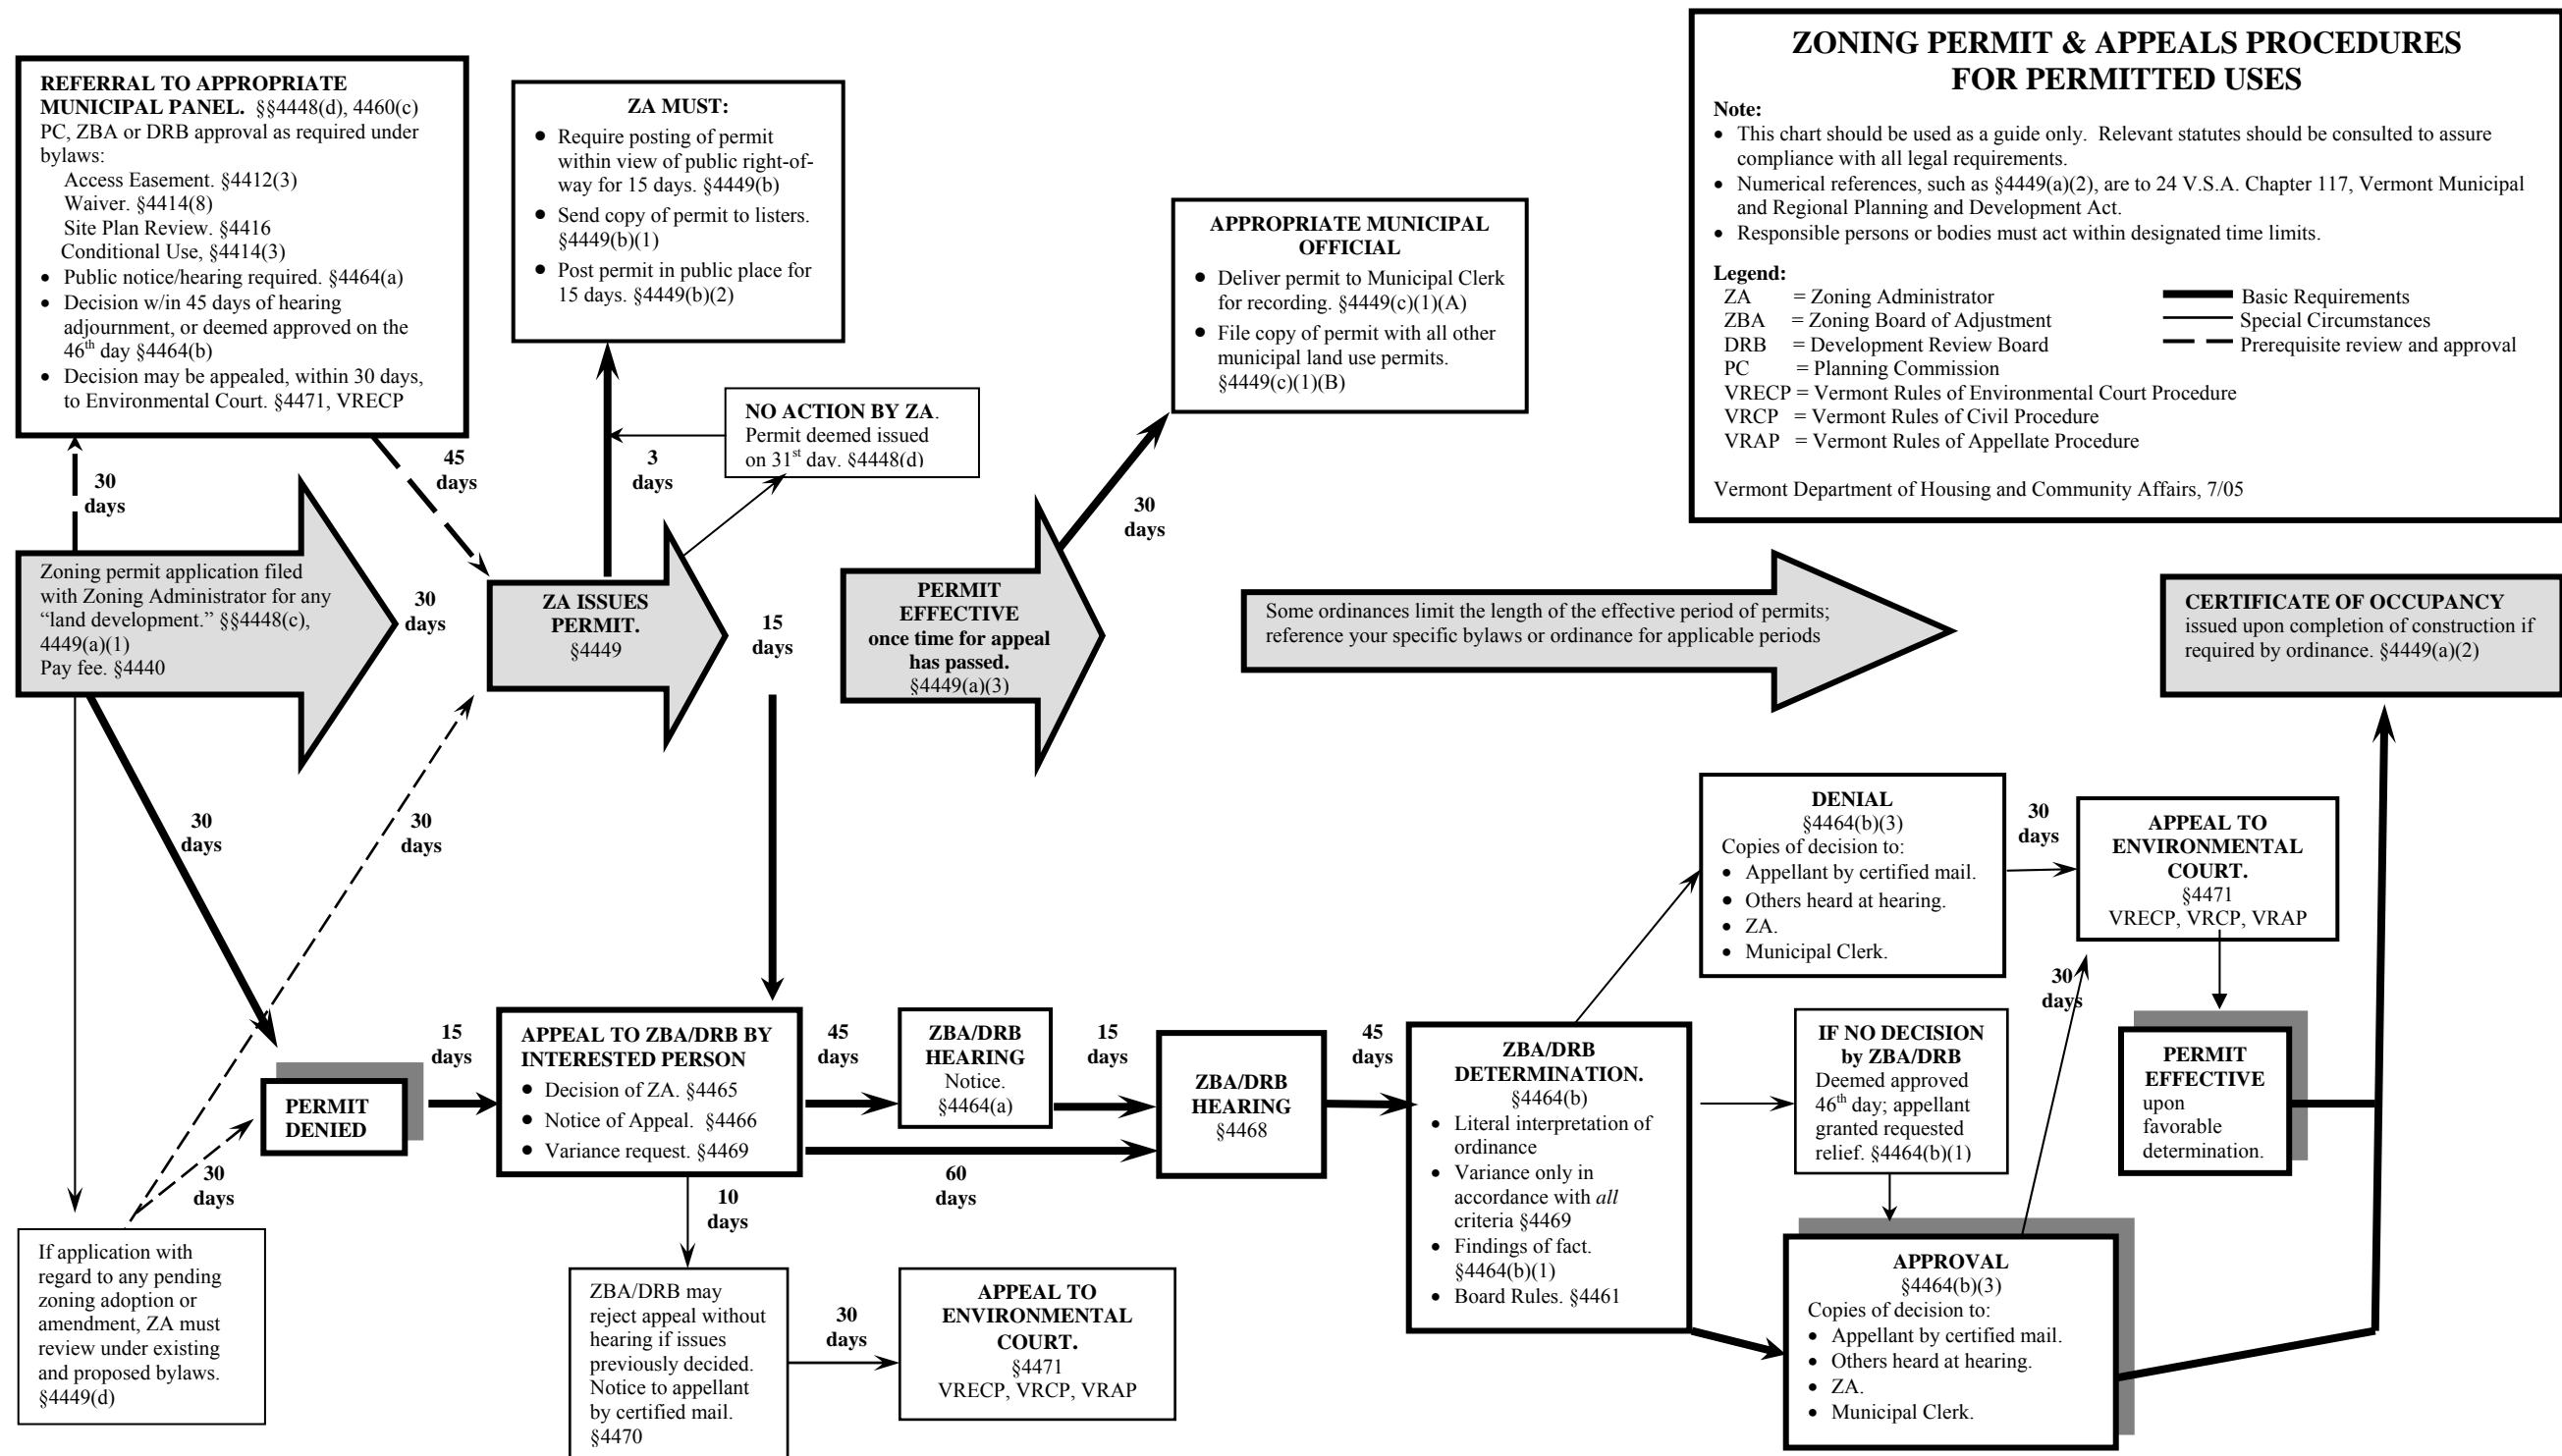 ZONING PERMIT & APPEALS PROCEDURES
FOR PERMITTED USES
Note:
• This chart should be used as a guide only. Relevant statutes should be consulted to assure
compliance with all legal requirements.
• Numerical references, such as §4449(a)(2), are to 24 V.S.A. Chapter 117, Vermont Municipal
and Regional Planning and Development Act.
• Responsible persons or bodies must act within designated time limits.
Legend:
ZA = Zoning Administrator
ZBA = Zoning Board of Adjustment
DRB = Development Review Board
PC = Planning Commission
VRECP = Vermont Rules of Environmental Court Procedure
VRCP = Vermont Rules of Civil Procedure
VRAP = Vermont Rules of Appellate Procedure
Basic Requirements
Special Circumstances
Prerequisite review and approval
Vermont Department of Housing and Community Affairs, 7/05
REFERRAL TO APPROPRIATE
MUNICIPAL PANEL. §§4448(d), 4460(c)
PC, ZBA or DRB approval as required under
bylaws:
Access Easement. §4412(3)
Waiver. §4414(8)
Site Plan Review. §4416
Conditional Use, §4414(3)
• Public notice/hearing required. §4464(a)
• Decision w/in 45 days of hearing
adjournment, or deemed approved on the
46th day §4464(b)
• Decision may be appealed, within 30 days,
to Environmental Court. §4471, VRECP
ZA MUST:
• Require posting of permit
within view of public right-of-
way for 15 days. §4449(b)
• Send copy of permit to listers.
§4449(b)(1)
• Post permit in public place for
15 days. §4449(b)(2)
APPROPRIATE MUNICIPAL
OFFICIAL
• Deliver permit to Municipal Clerk
for recording. §4449(c)(1)(A)
• File copy of permit with all other
municipal land use permits.
§4449(c)(1)(B)
NO ACTION BY ZA.
Permit deemed issued
on 31st day. §4448(d)
30
days
45
days
3
days
30
days
Zoning permit application filed
with Zoning Administrator for any
“land development.” §§4448(c),
4449(a)(1)
Pay fee. §4440
30
days
ZA ISSUES
PERMIT.
§4449
15
days
PERMIT
EFFECTIVE
once time for appeal
has passed.
§4449(a)(3)
Some ordinances limit the length of the effective period of permits;
reference your specific bylaws or ordinance for applicable periods
CERTIFICATE OF OCCUPANCY
issued upon completion of construction if
required by ordinance. §4449(a)(2)
30
days
30
days
DENIAL
§4464(b)(3)
Copies of decision to:
• Appellant by certified mail.
• Others heard at hearing.
• ZA.
• Municipal Clerk.
30
days
APPEAL TO
ENVIRONMENTAL
COURT.
§4471
VRECP, VRCP, VRAP
30
days
PERMIT
DENIED
15
days
APPEAL TO ZBA/DRB BY
INTERESTED PERSON
• Decision of ZA. §4465
• Notice of Appeal. §4466
• Variance request. §4469
45
days
ZBA/DRB
HEARING
Notice.
§4464(a)
15
days
60
days
ZBA/DRB
HEARING
§4468
45
days
ZBA/DRB
DETERMINATION.
§4464(b)
• Literal interpretation of
ordinance
• Variance only in
accordance with all
criteria §4469
• Findings of fact.
§4464(b)(1)
• Board Rules. §4461
IF NO DECISION
by ZBA/DRB
Deemed approved
46th day; appellant
granted requested
relief. §4464(b)(1)
PERMIT
EFFECTIVE
upon
favorable
determination.
30
days
10
days
If application with
regard to any pending
zoning adoption or
amendment, ZA must
review under existing
and proposed bylaws.
§4449(d)
ZBA/DRB may
reject appeal without
hearing if issues
previously decided.
Notice to appellant
by certified mail.
§4470
30
days
APPEAL TO
ENVIRONMENTAL
COURT.
§4471
VRECP, VRCP, VRAP
APPROVAL
§4464(b)(3)
Copies of decision to:
• Appellant by certified mail.
• Others heard at hearing.
• ZA.
• Municipal Clerk.